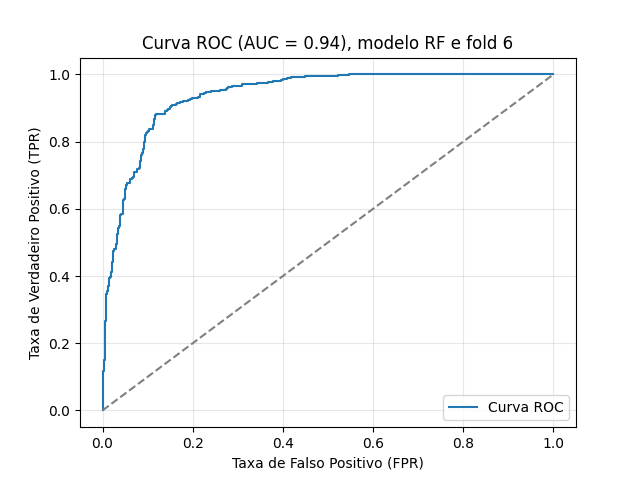 Curva ROC (AUC = 0.94), modelo RF e fold 6
Taxa de Verdadeiro Positivo (TPR)
1.0
0.8
0.6
0.4
0.2
0.0
0.0 0.2 0.4 0.6 0.8 1.0
Taxa de Falso Positivo (FPR)
Curva ROC